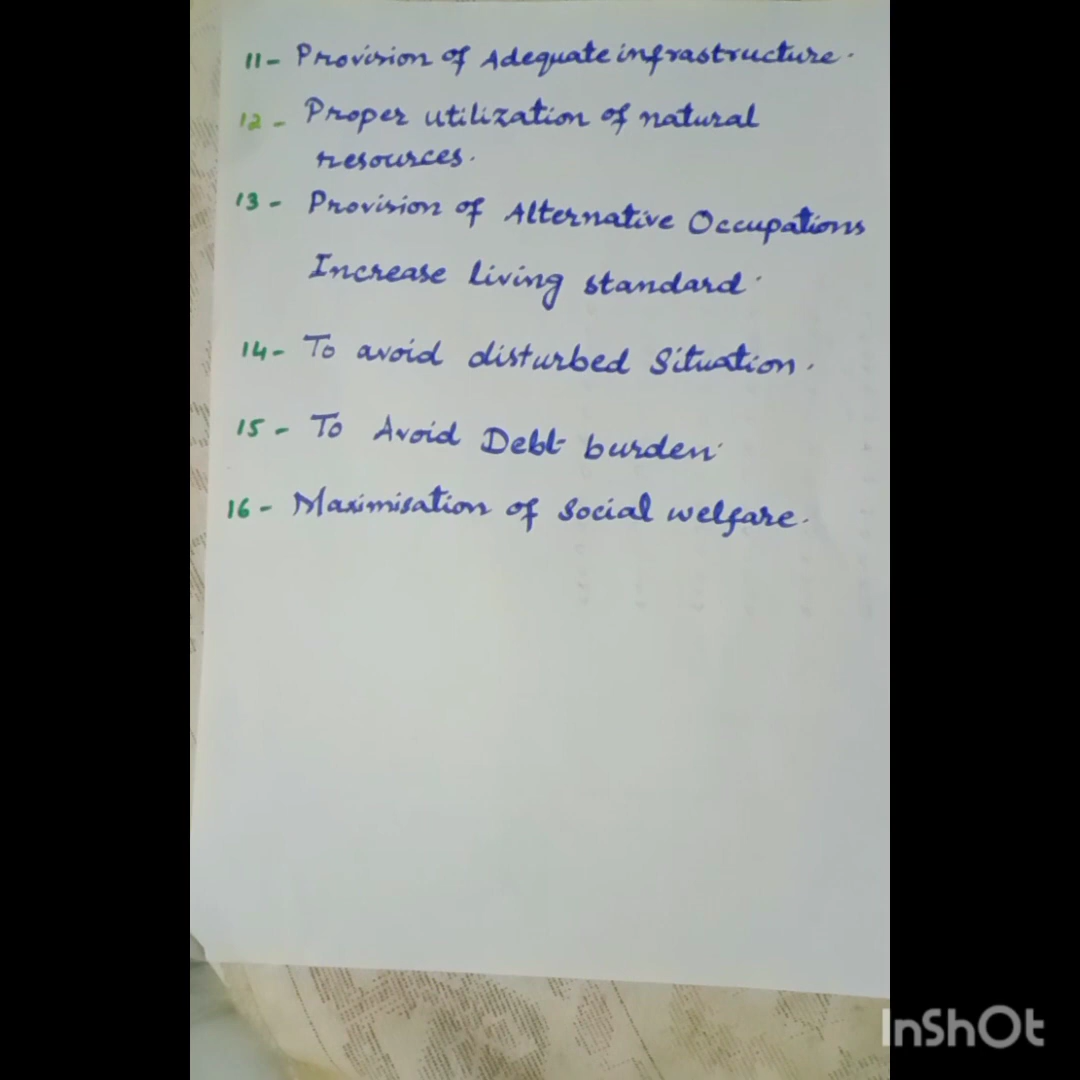 11- Provision of Adequate infrastructure.
12- Proper utilization of natural
resources.
13- Provision of Alternative Occupations
Increase Living standard.
14- To avoid disturbed Situation.
15- To Avoid Debt burden.
16- Maximisation of Social welfare.
InShOt